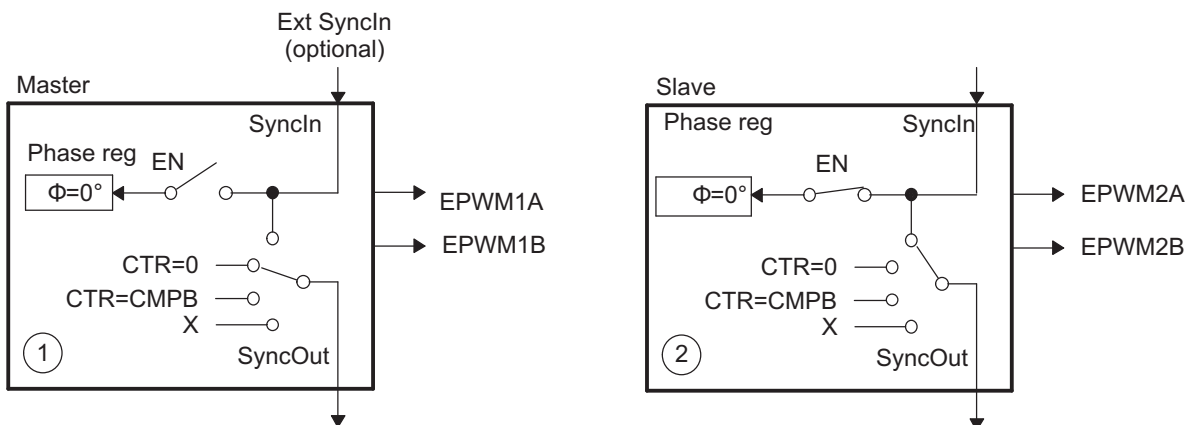 Ext SyncIn
(optional)
Master
SyncIn
Phase reg
EN
Φ=0°
EPWM1A
EPWM1B
CTR=0
CTR=CMPB
X
1
SyncOut
Slave
Phase reg
SyncIn
EN
Φ=0°
EPWM2A
EPWM2B
CTR=0
CTR=CMPB
X
2
SyncOut